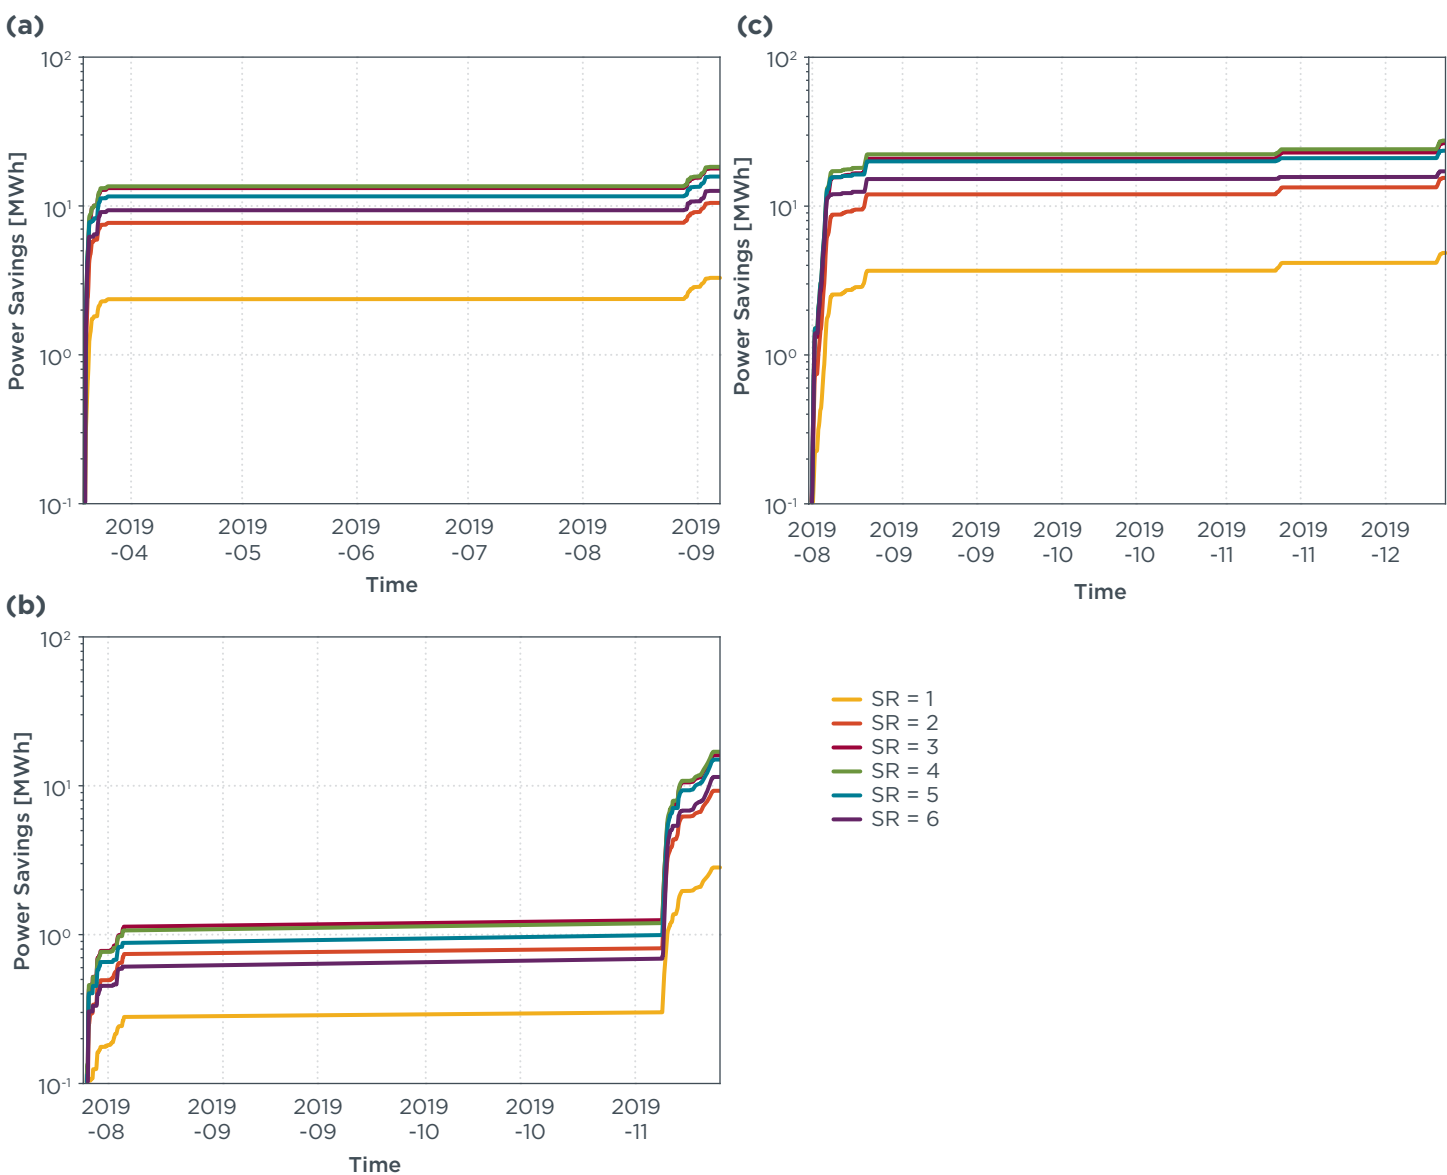 (a)
10²
10¹
10⁰
10⁻¹
Power Savings [MWh]
2019 2019 2019 2019 2019 2019
-04 -05 -06 -07 -08 -09
Time
(c)
10²
10¹
10⁰
10⁻¹
Power Savings [MWh]
2019 2019 2019 2019 2019 2019 2019 2019
-08 -09 -09 -10 -10 -11 -11 -12
Time
(b)
10²
10¹
10⁰
10⁻¹
Power Savings [MWh]
2019 2019 2019 2019 2019 2019
-08 -09 -09 -10 -10 -11
Time
SR = 1
SR = 2
SR = 3
SR = 4
SR = 5
SR = 6